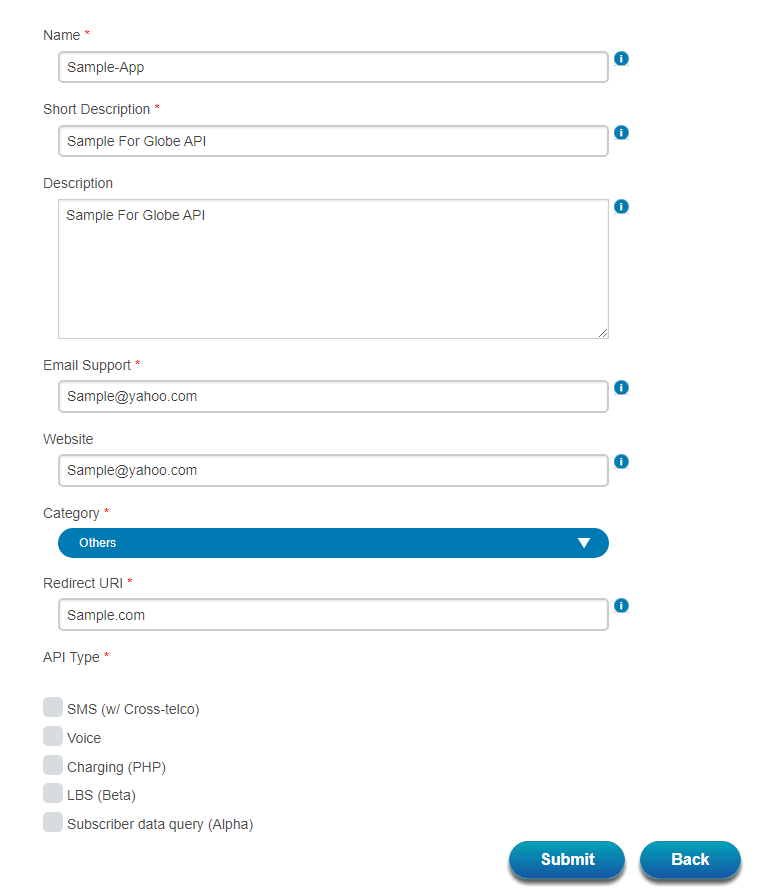 Name *
Sample-App
Short Description *
Sample For Globe API
Description
Sample For Globe API
Email Support *
Sample@yahoo.com
Website
Sample@yahoo.com
Category *
Others
Redirect URI *
Sample.com
API Type *
SMS (w/ Cross-telco)
Voice
Charging (PHP)
LBS (Beta)
Subscriber data query (Alpha)
Submit Back